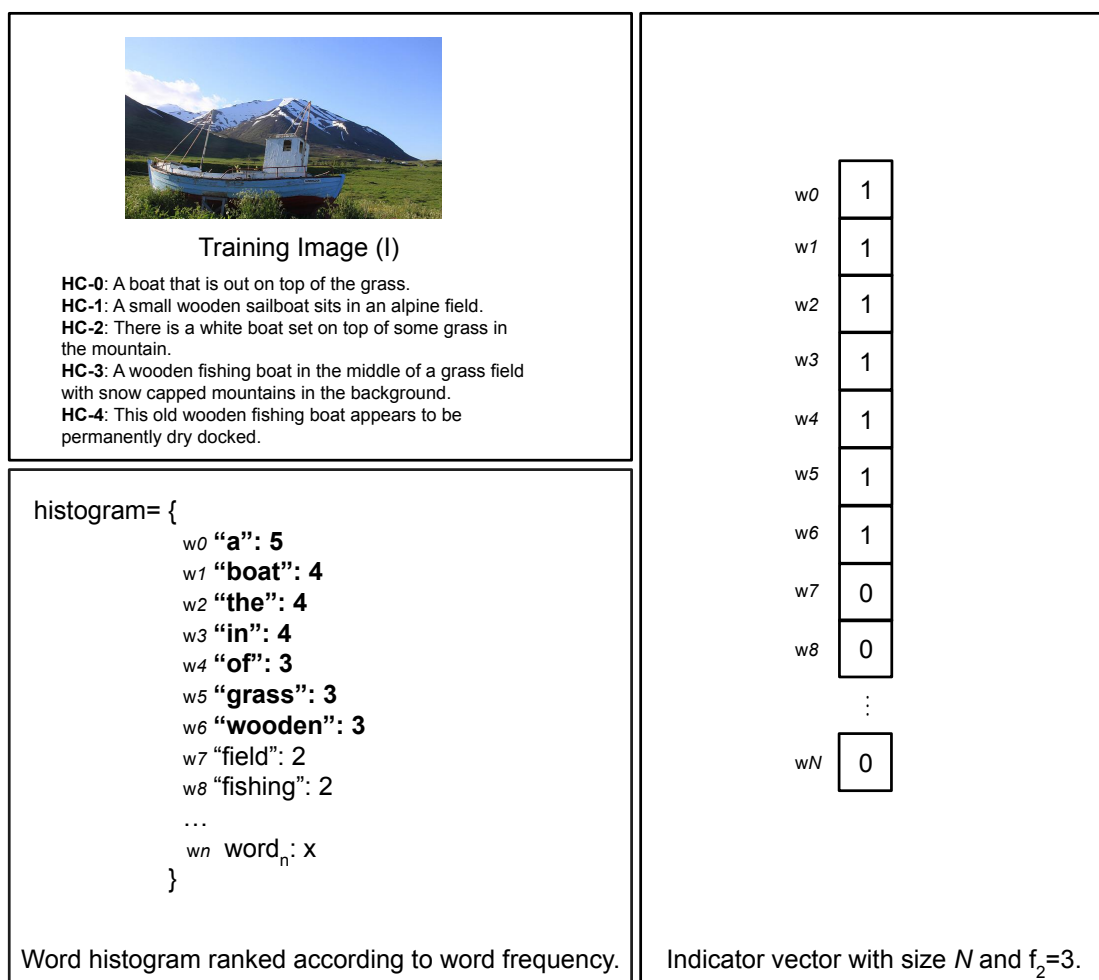 Training Image (I)
HC-0: A boat that is out on top of the grass.
HC-1: A small wooden sailboat sits in an alpine field.
HC-2: There is a white boat set on top of some grass in
the mountain.
HC-3: A wooden fishing boat in the middle of a grass field
with snow capped mountains in the background.
HC-4: This old wooden fishing boat appears to be
permanently dry docked.
histogram= {
w0 “a”: 5
w1 “boat”: 4
w2 “the”: 4
w3 “in”: 4
w4 “of”: 3
w5 “grass”: 3
w6 “wooden”: 3
w7 “field”: 2
w8 “fishing”: 2
…
wn word_n: x
}
Word histogram ranked according to word frequency.
w0 1
w1 1
w2 1
w3 1
w4 1
w5 1
w6 1
w7 0
w8 0
⋮
wN 0
Indicator vector with size N and f_2=3.